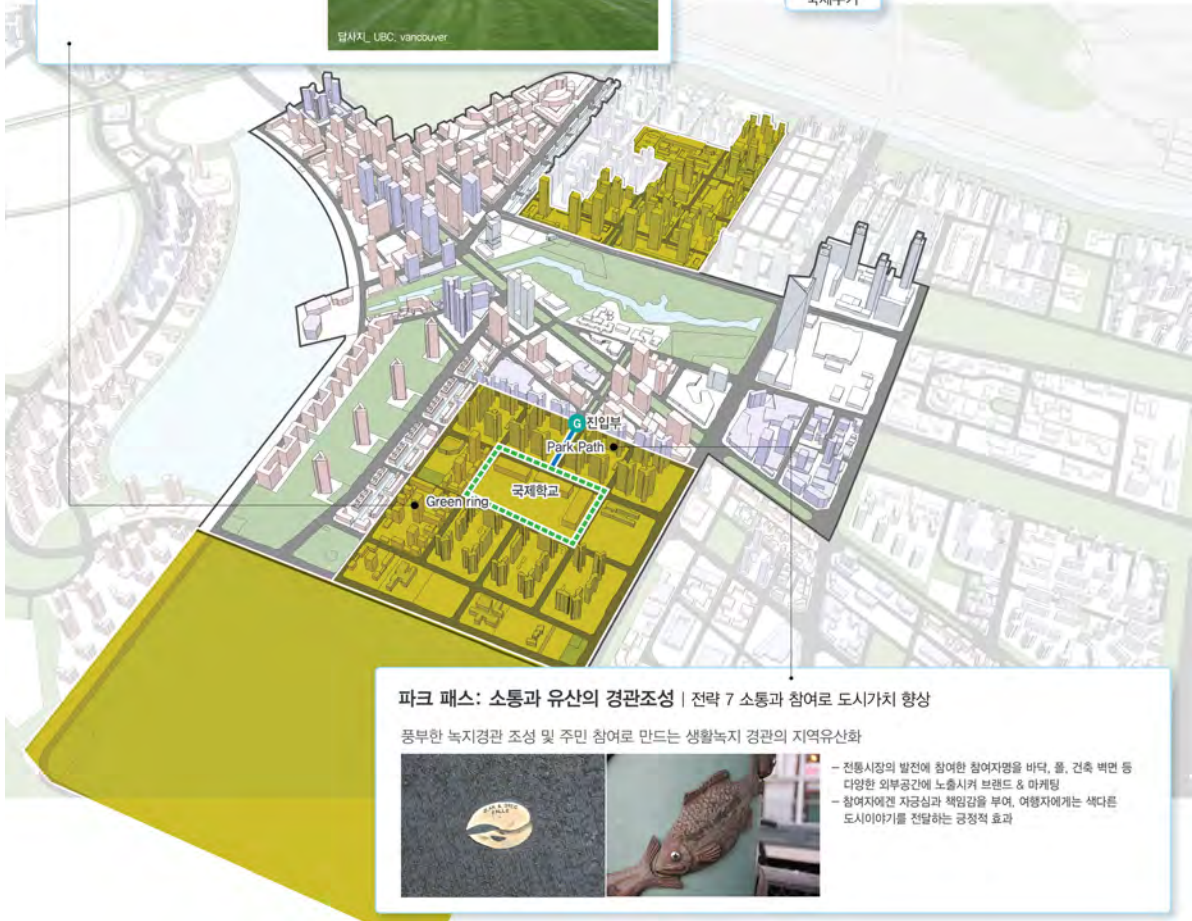 답사지_ UBC, vancouver
국제주거
G 진입부
Park Path
국제학교
Green ring
파크 패스: 소통과 유산의 경관조성 | 전략 7 소통과 참여로 도시가치 향상
풍부한 녹지경관 조성 및 주민 참여로 만드는 생활녹지 경관의 지역유산화
– 전통시장의 발전에 참여한 참여자명을 바닥, 폴, 건축 벽면 등
다양한 외부공간에 노출시켜 브랜드 & 마케팅
– 참여자에겐 자긍심과 책임감을 부여, 여행자에게는 색다른
도시이야기를 전달하는 긍정적 효과